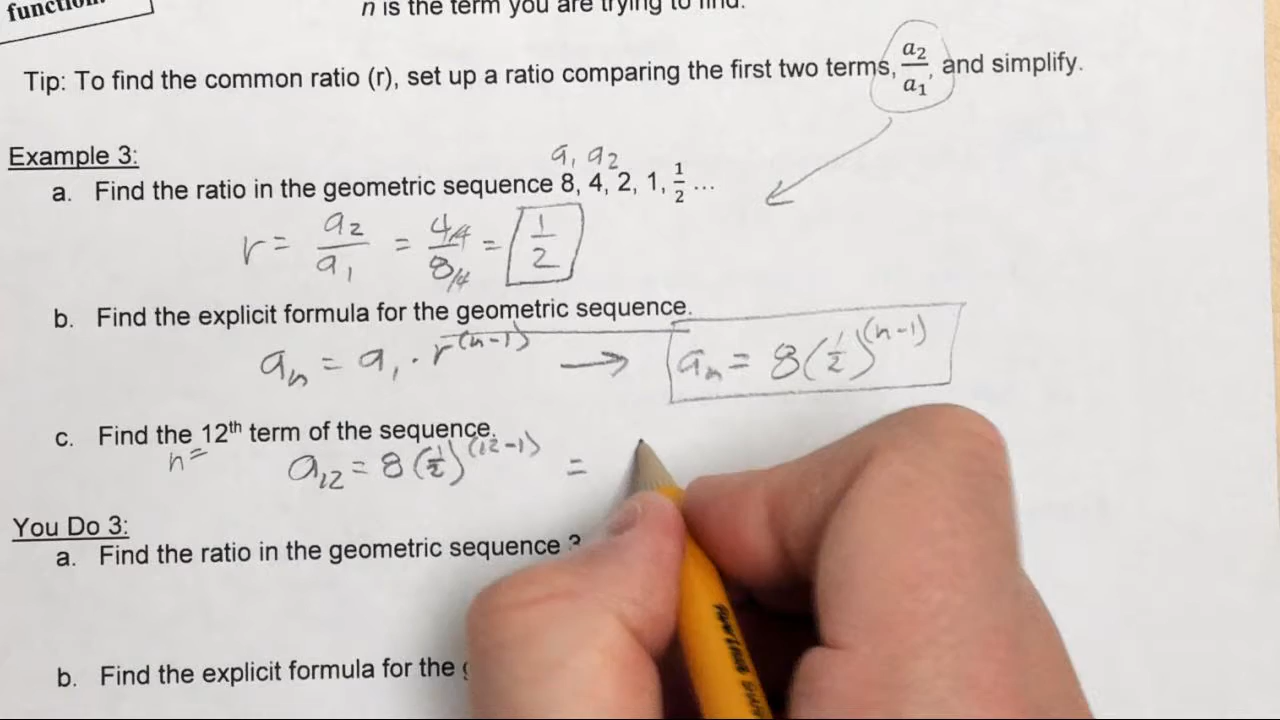 function.
n is the term you are trying to find.
Tip: To find the common ratio (r), set up a ratio comparing the first two terms, a₂/a₁, and simplify.
Example 3:
a₁ a₂
a. Find the ratio in the geometric sequence 8, 4, 2, 1, 1/2 ...
r = a₂/a₁ = 4/4 / 8/4 = 1/2
b. Find the explicit formula for the geometric sequence.
aₙ = a₁ · r^(n-1) → aₙ = 8(1/2)^(n-1)
c. Find the 12th term of the sequence.
n=
a₁₂ = 8(1/2)^(12-1) =
You Do 3:
a. Find the ratio in the geometric sequence
b. Find the explicit formula for the